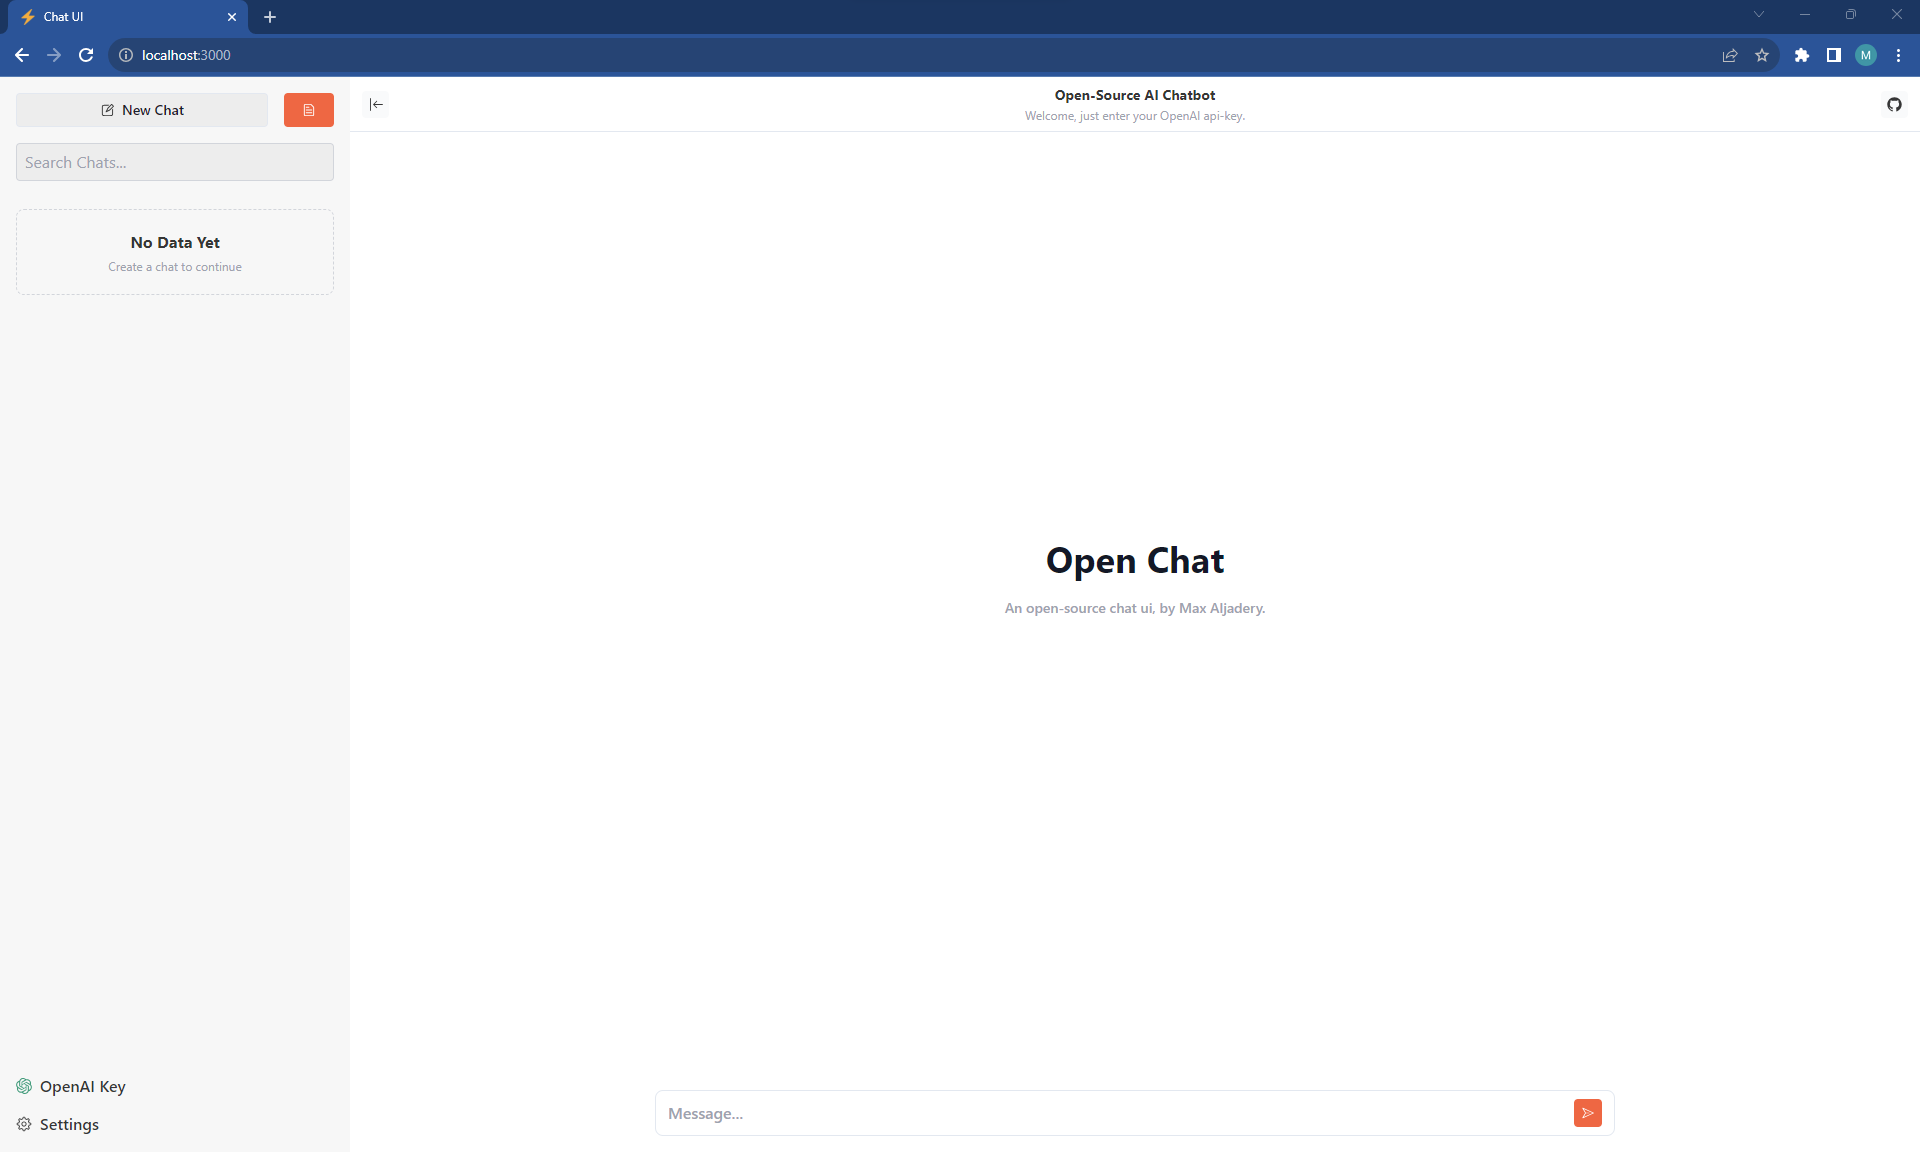 Chat UI
localhost:3000
M
New Chat
Search Chats...
No Data Yet
Create a chat to continue
OpenAI Key
Settings
Open-Source AI Chatbot
Welcome, just enter your OpenAI api-key.
Open Chat
An open-source chat ui, by Max Aljadery.
Message...